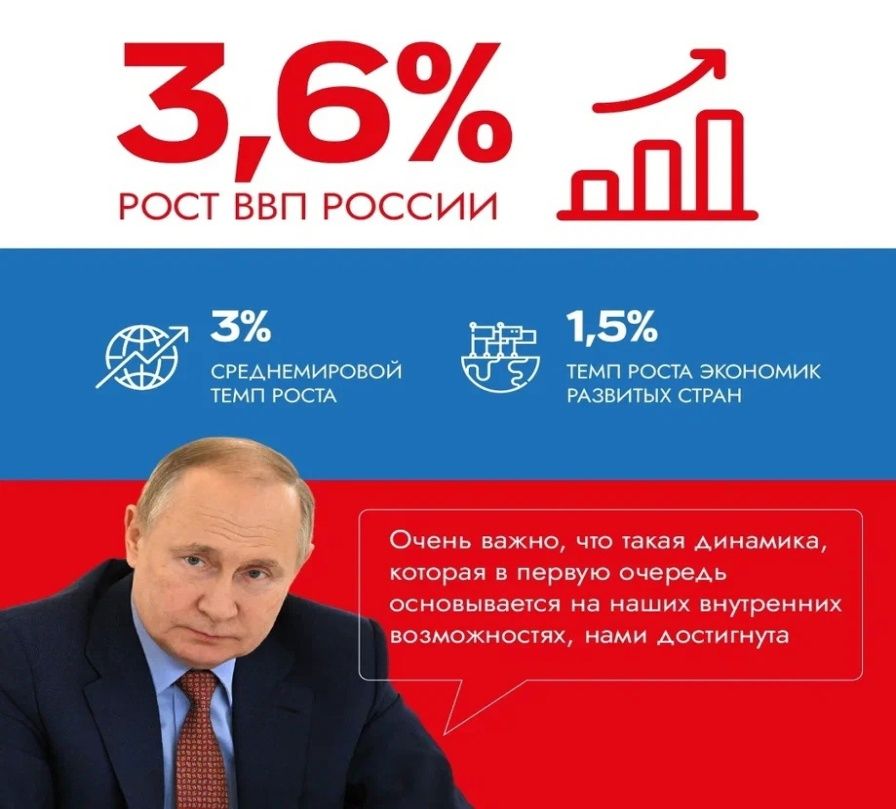 3,6%
РОСТ ВВП РОССИИ
3%
СРЕДНЕМИРОВОЙ
ТЕМП РОСТА
1,5%
ТЕМП РОСТА ЭКОНОМИК
РАЗВИТЫХ СТРАН
Очень важно, что такая динамика,
которая в первую очередь
основывается на наших внутренних
возможностях, нами достигнута